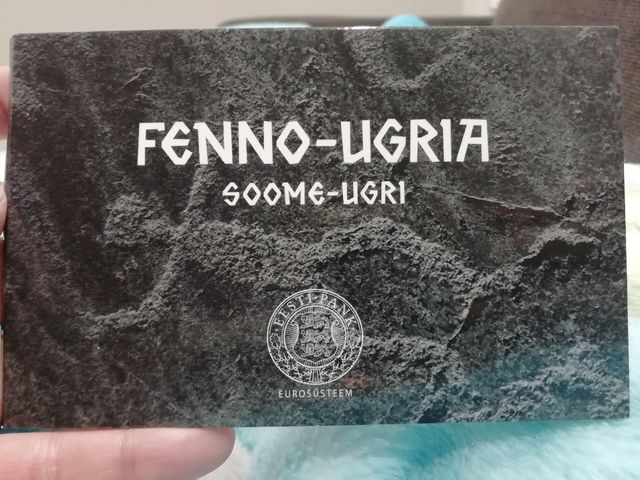 FENNO-UGRIA
SOOME-UGRI
EESTI PANK
EUROSÜSTEEM